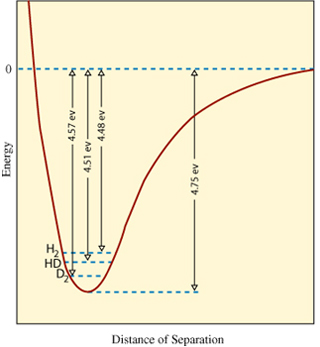 0
4.57 ev
4.51 ev
4.48 ev
4.75 ev
Energy
H₂
HD
D₂
Distance of Separation